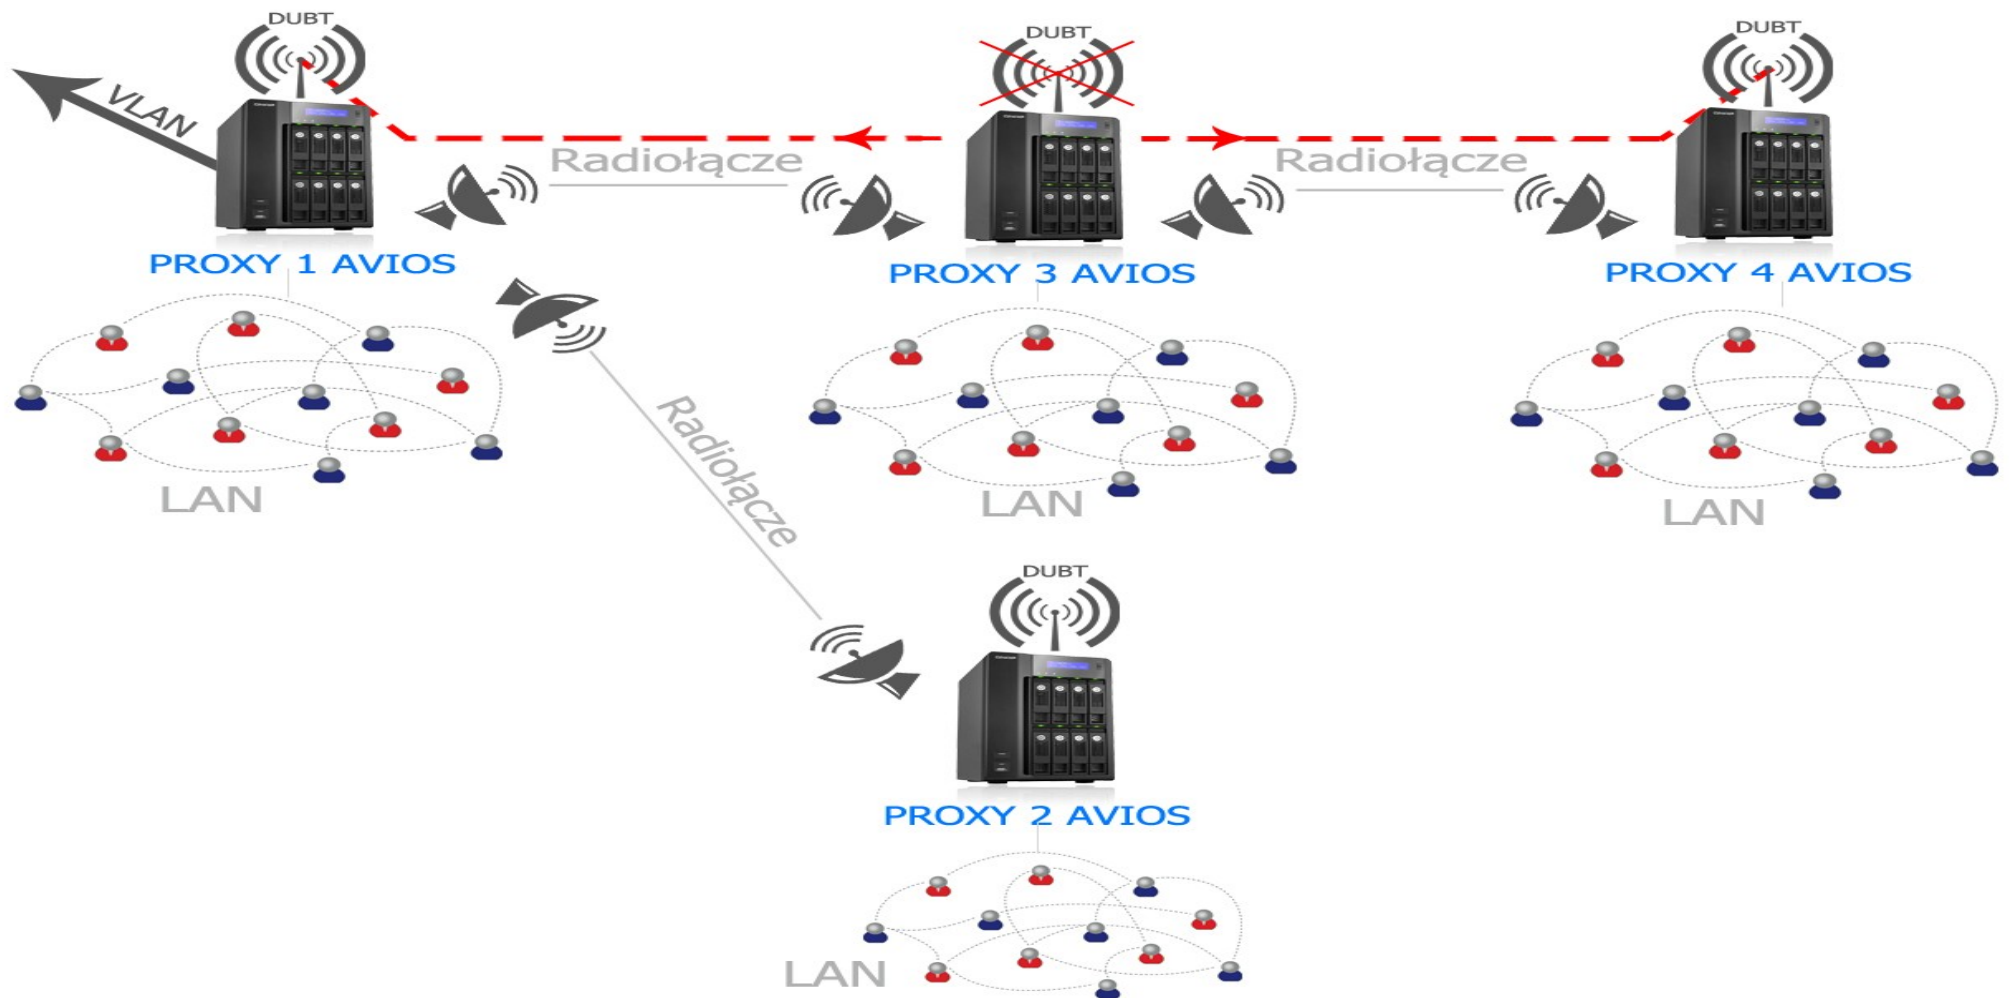 DUBT
DUBT
DUBT
VLAN
Radiołącze
Radiołącze
PROXY 1 AVIOS
PROXY 3 AVIOS
PROXY 4 AVIOS
Radiołącze
LAN
LAN
LAN
DUBT
PROXY 2 AVIOS
LAN